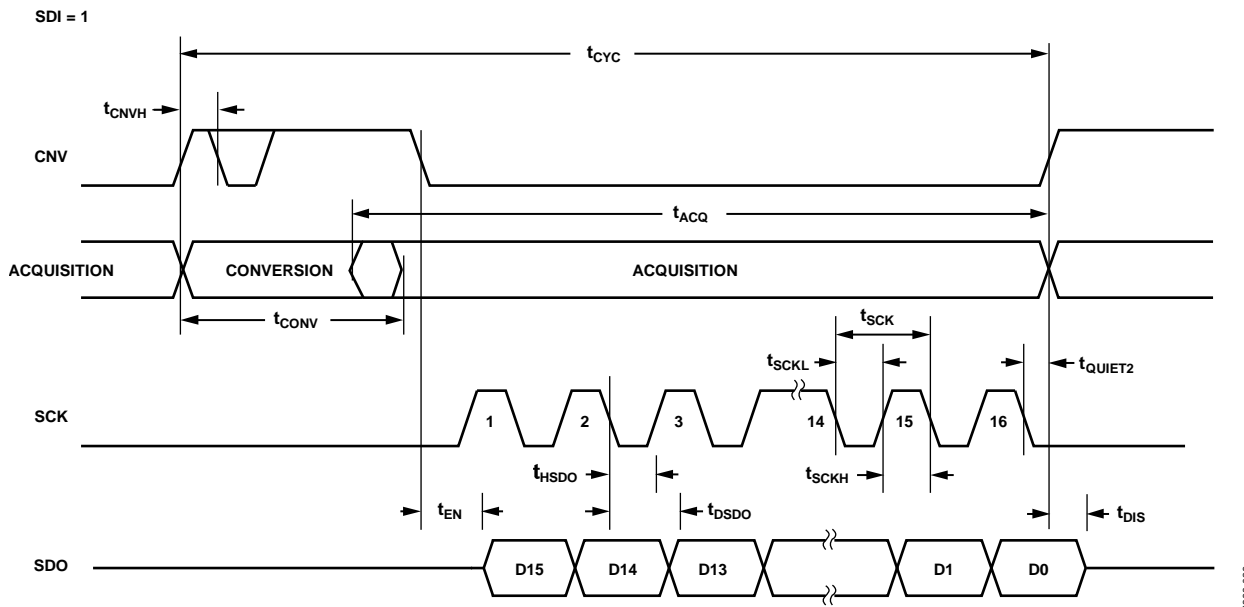 SDI = 1
tCYC
tCNVH
CNV
tACQ
ACQUISITION
CONVERSION
ACQUISITION
tCONV
tSCK
tSCKL
tQUIET2
SCK
1
2
3
14
15
16
tHSDO
tSCKH
tEN
tDSDO
tDIS
SDO
D15
D14
D13
D1
D0